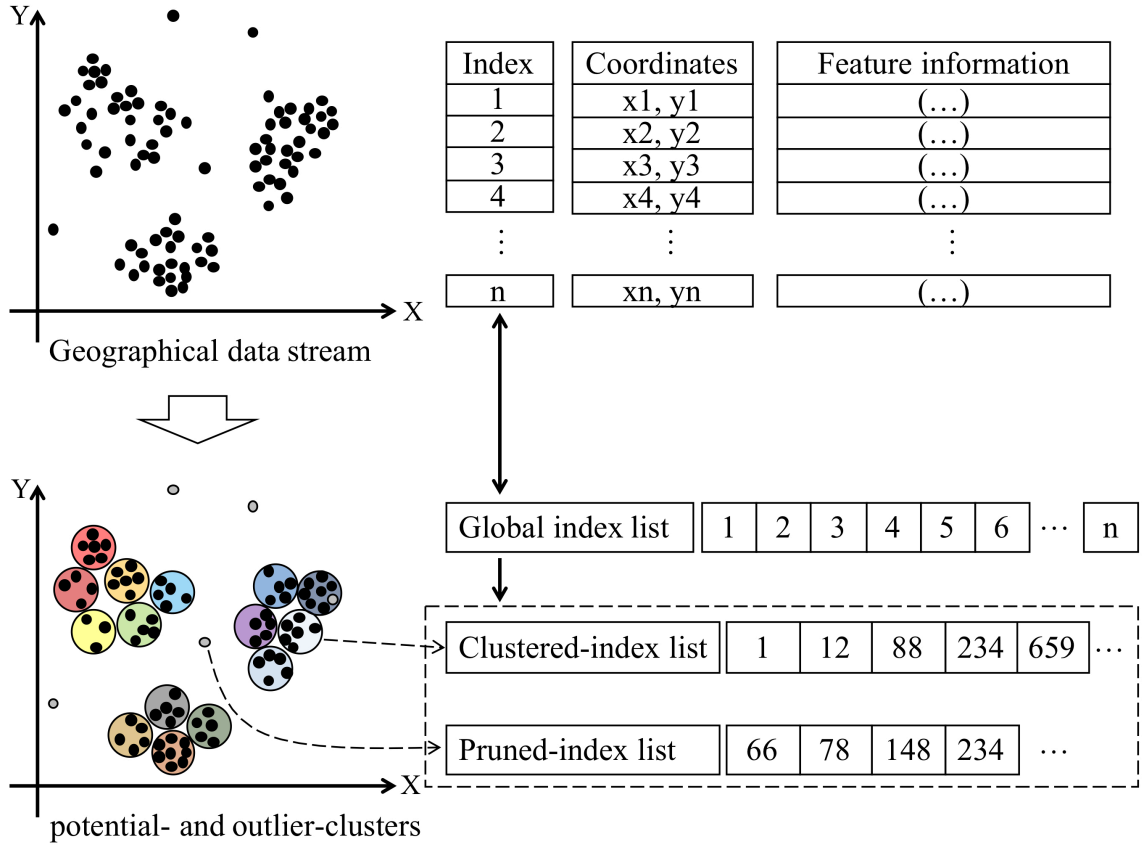 Y
X
Geographical data stream
Index Coordinates Feature information
1 x1, y1 (…)
2 x2, y2 (…)
3 x3, y3 (…)
4 x4, y4 (…)
⋮ ⋮ ⋮
n xn, yn (…)
Y
X
potential- and outlier-clusters
Global index list 1 2 3 4 5 6 … n
Clustered-index list 1 12 88 234 659 …
Pruned-index list 66 78 148 234 …